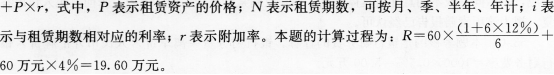 +P×r，式中，P 表示租赁资产的价格；N 表示租赁期数，可按月、季、半年、年计；i 表
示与租赁期数相对应的利率；r 表示附加率。本题的计算过程为：R=60×(1+6×12%)/6+
60 万元×4%=19.60 万元。